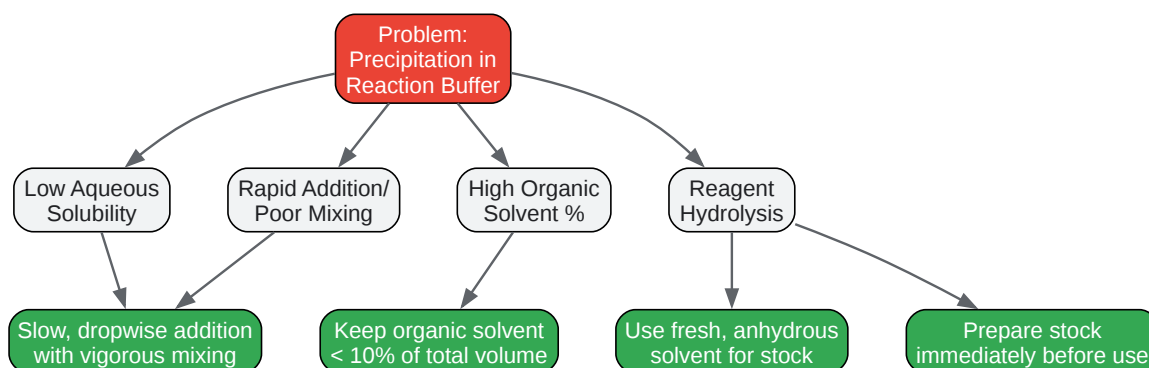 Problem:
Precipitation in
Reaction Buffer
Low Aqueous
Solubility
Rapid Addition/
Poor Mixing
High Organic
Solvent %
Reagent
Hydrolysis
Slow, dropwise addition
with vigorous mixing
Keep organic solvent
< 10% of total volume
Use fresh, anhydrous
solvent for stock
Prepare stock
immediately before use